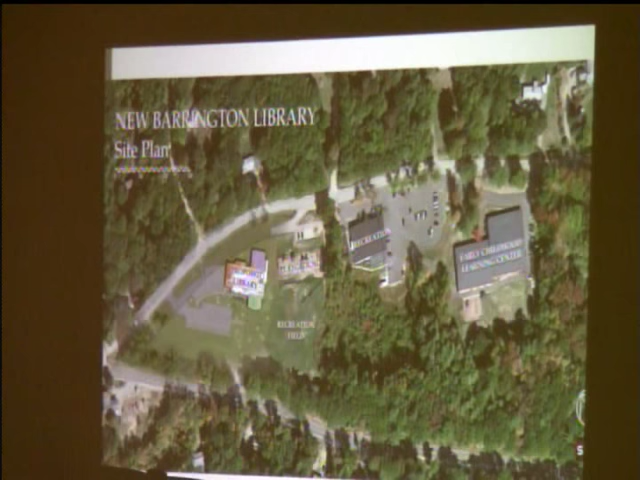 NEW BARRINGTON LIBRARY
Site Plan
RECREATION
EARLY CHILDHOOD
LEARNING CENTER
LIBRARY
RECREATION
FIELD
S